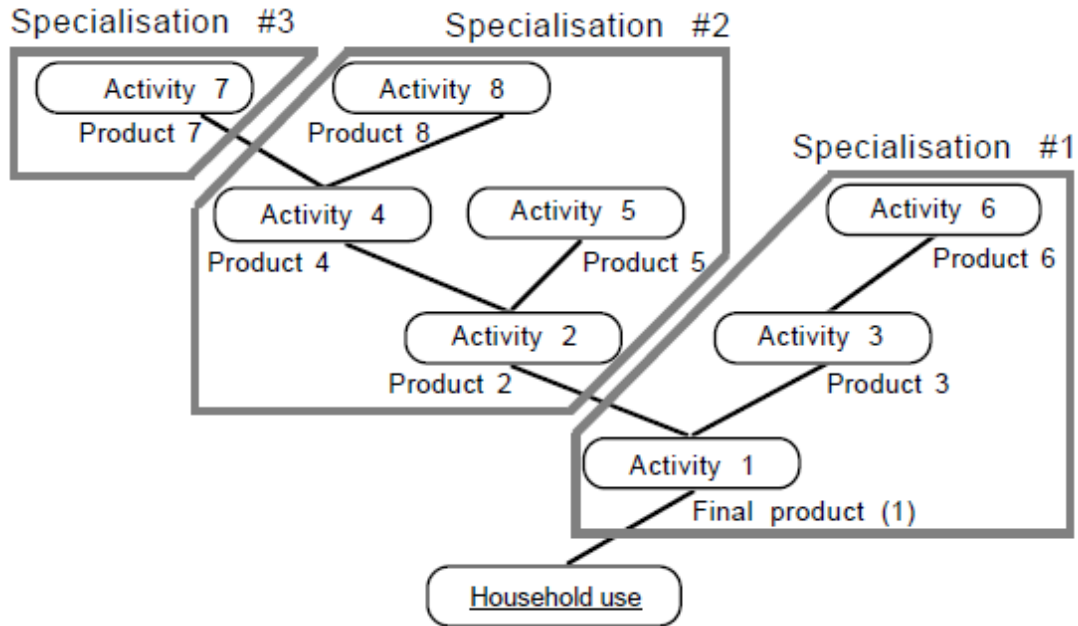 Specialisation #3
Specialisation #2
Activity 7
Activity 8
Product 7
Product 8
Specialisation #1
Activity 4
Activity 5
Activity 6
Product 4
Product 5
Product 6
Activity 2
Activity 3
Product 2
Product 3
Activity 1
Final product (1)
Household use